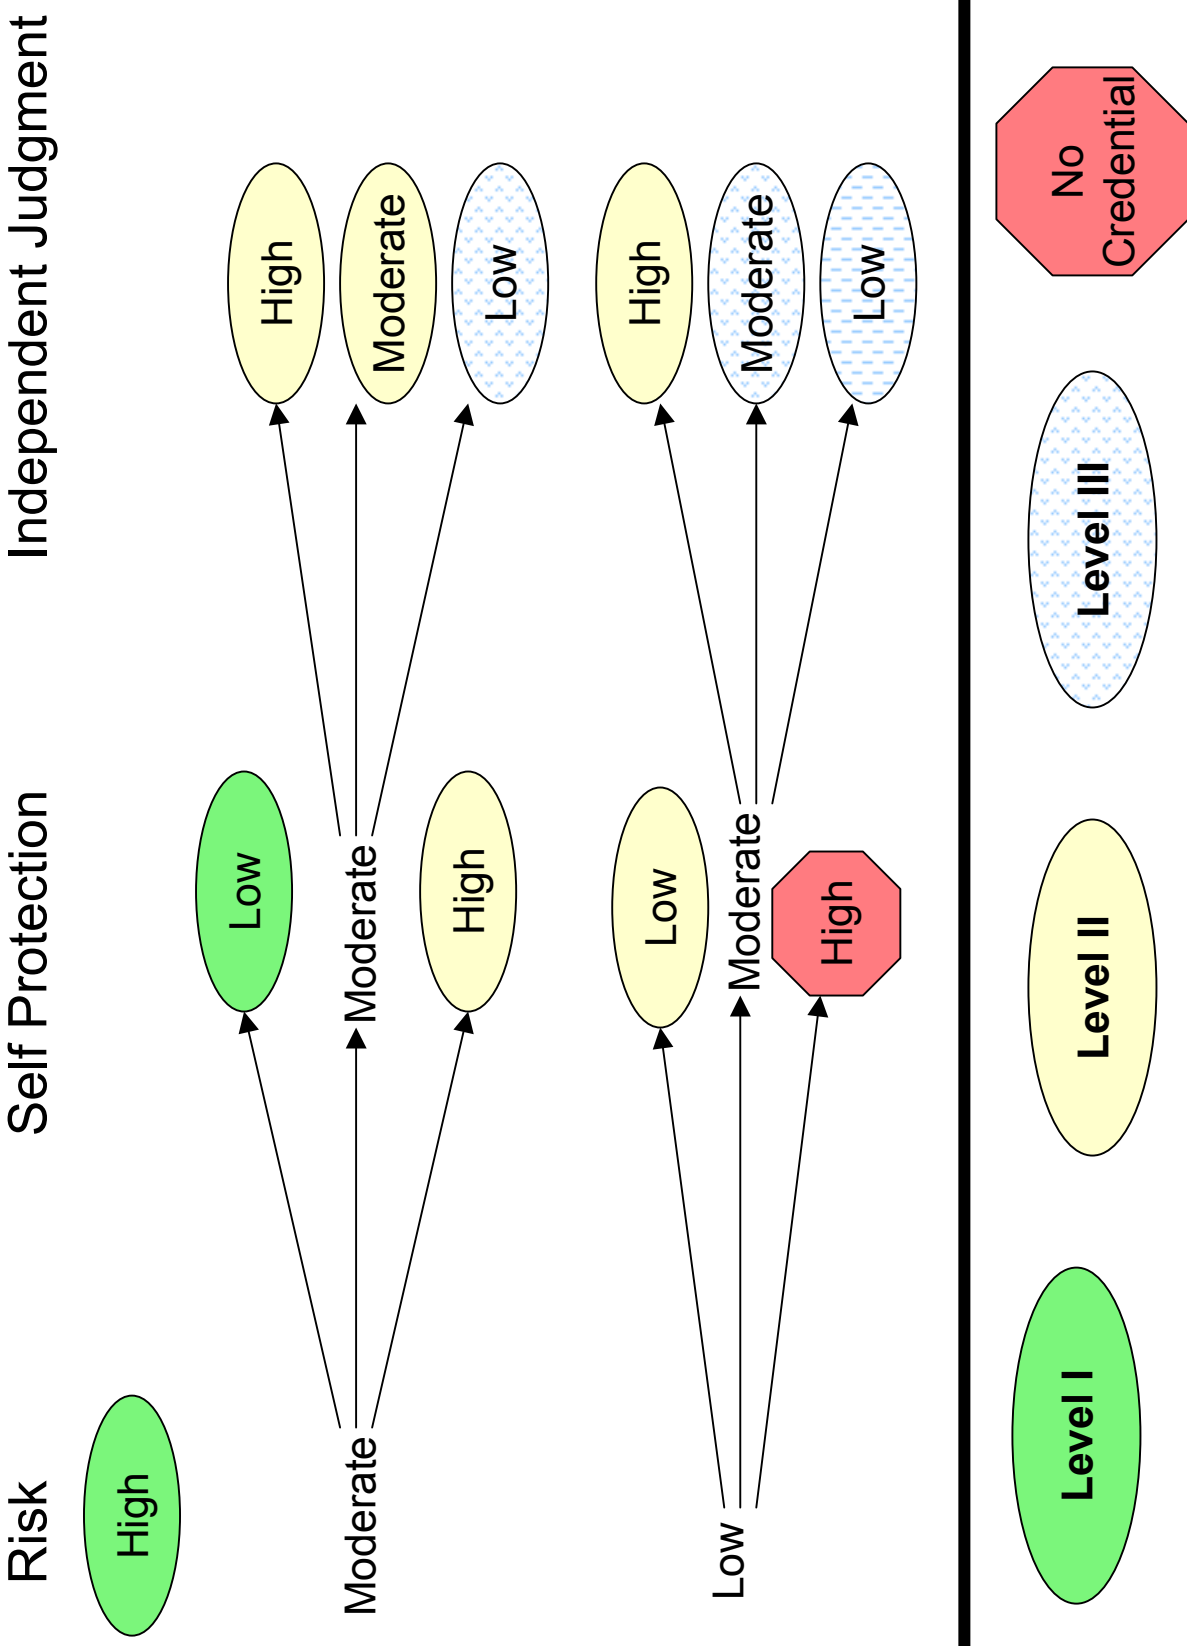 Risk
Self Protection
Independent Judgment
High
Moderate
Low
Moderate
High
High
Moderate
Low
Low
Low
Moderate
High
High
Moderate
Low
Level I
Level II
Level III
No
Credential